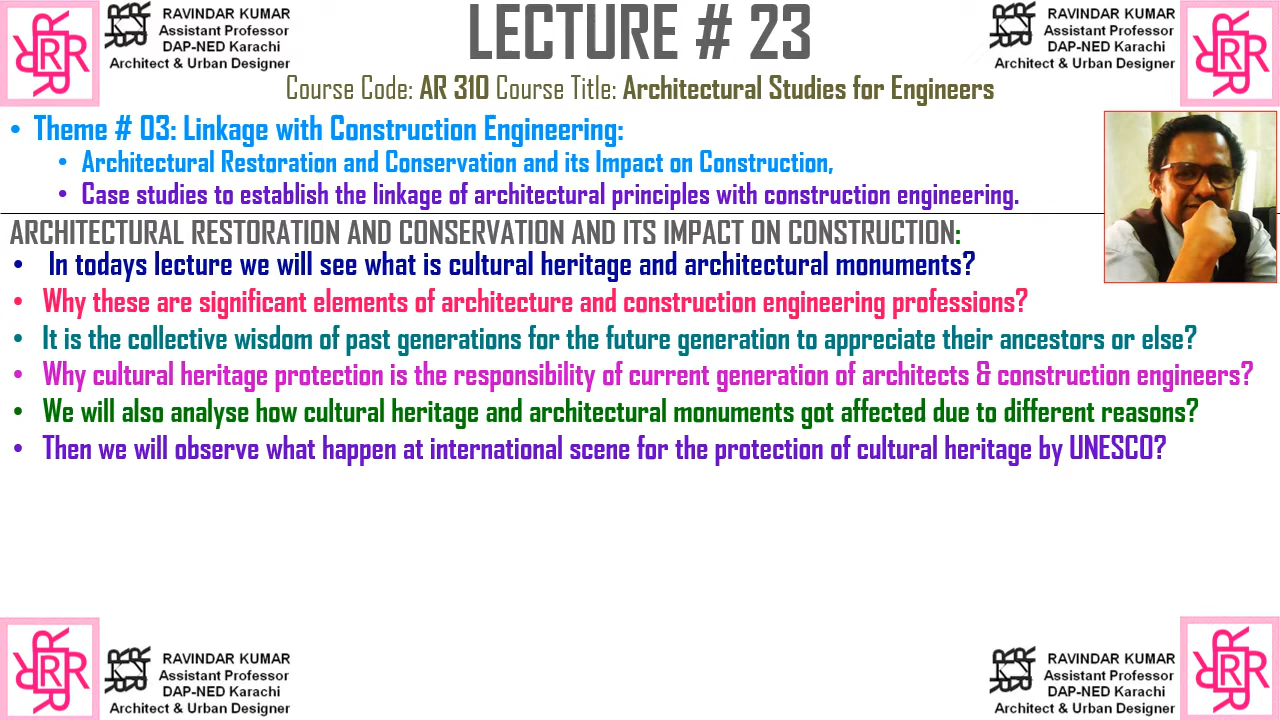 RAVINDAR KUMAR
Assistant Professor
DAP-NED Karachi
Architect & Urban Designer
LECTURE # 23
RAVINDAR KUMAR
Assistant Professor
DAP-NED Karachi
Architect & Urban Designer
Course Code: AR 310 Course Title: Architectural Studies for Engineers
• Theme # 03: Linkage with Construction Engineering:
• Architectural Restoration and Conservation and its Impact on Construction,
• Case studies to establish the linkage of architectural principles with construction engineering.
ARCHITECTURAL RESTORATION AND CONSERVATION AND ITS IMPACT ON CONSTRUCTION:
• In todays lecture we will see what is cultural heritage and architectural monuments?
• Why these are significant elements of architecture and construction engineering professions?
• It is the collective wisdom of past generations for the future generation to appreciate their ancestors or else?
• Why cultural heritage protection is the responsibility of current generation of architects & construction engineers?
• We will also analyse how cultural heritage and architectural monuments got affected due to different reasons?
• Then we will observe what happen at international scene for the protection of cultural heritage by UNESCO?
RAVINDAR KUMAR
Assistant Professor
DAP-NED Karachi
Architect & Urban Designer
RAVINDAR KUMAR
Assistant Professor
DAP-NED Karachi
Architect & Urban Designer